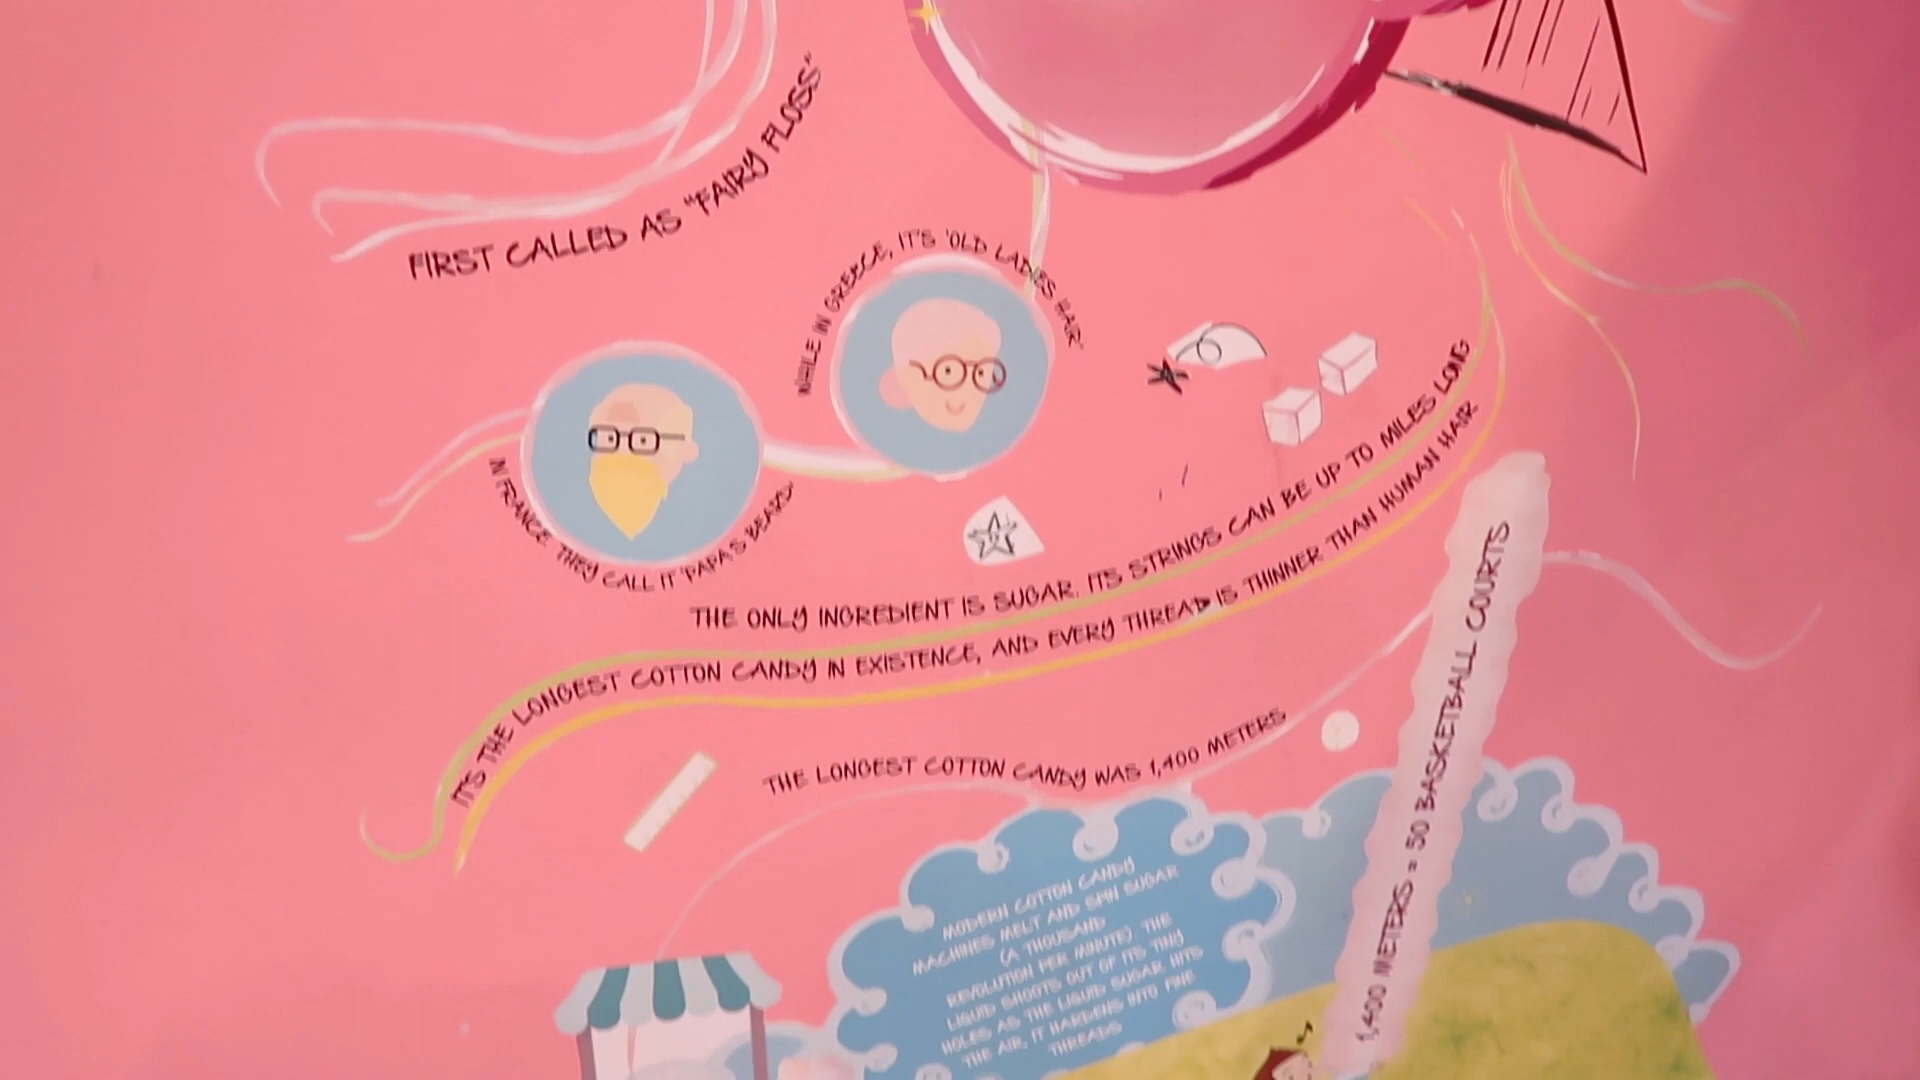 FIRST CALLED AS "FAIRY FLOSS"
WHILE IN GREECE, IT'S 'OLD LADIES HAIR'
IN FRANCE THEY CALL IT 'PAPA'S BEARD'
THE ONLY INGREDIENT IS SUGAR. ITS STRINGS CAN BE UP TO MILES LONG
IT'S THE LONGEST COTTON CANDY IN EXISTENCE, AND EVERY THREAD IS THINNER THAN HUMAN HAIR
THE LONGEST COTTON CANDY WAS 1,400 METERS
1,400 METERS = 50 BASKETBALL COURTS
MODERN COTTON CANDY
MACHINES MELT AND SPIN SUGAR
(A THOUSAND
REVOLUTION PER MINUTE). THE
LIQUID SHOOTS OUT OF ITS TINY
HOLES AS THE LIQUID SUGAR HITS
THE AIR, IT HARDENS INTO FINE
THREADS